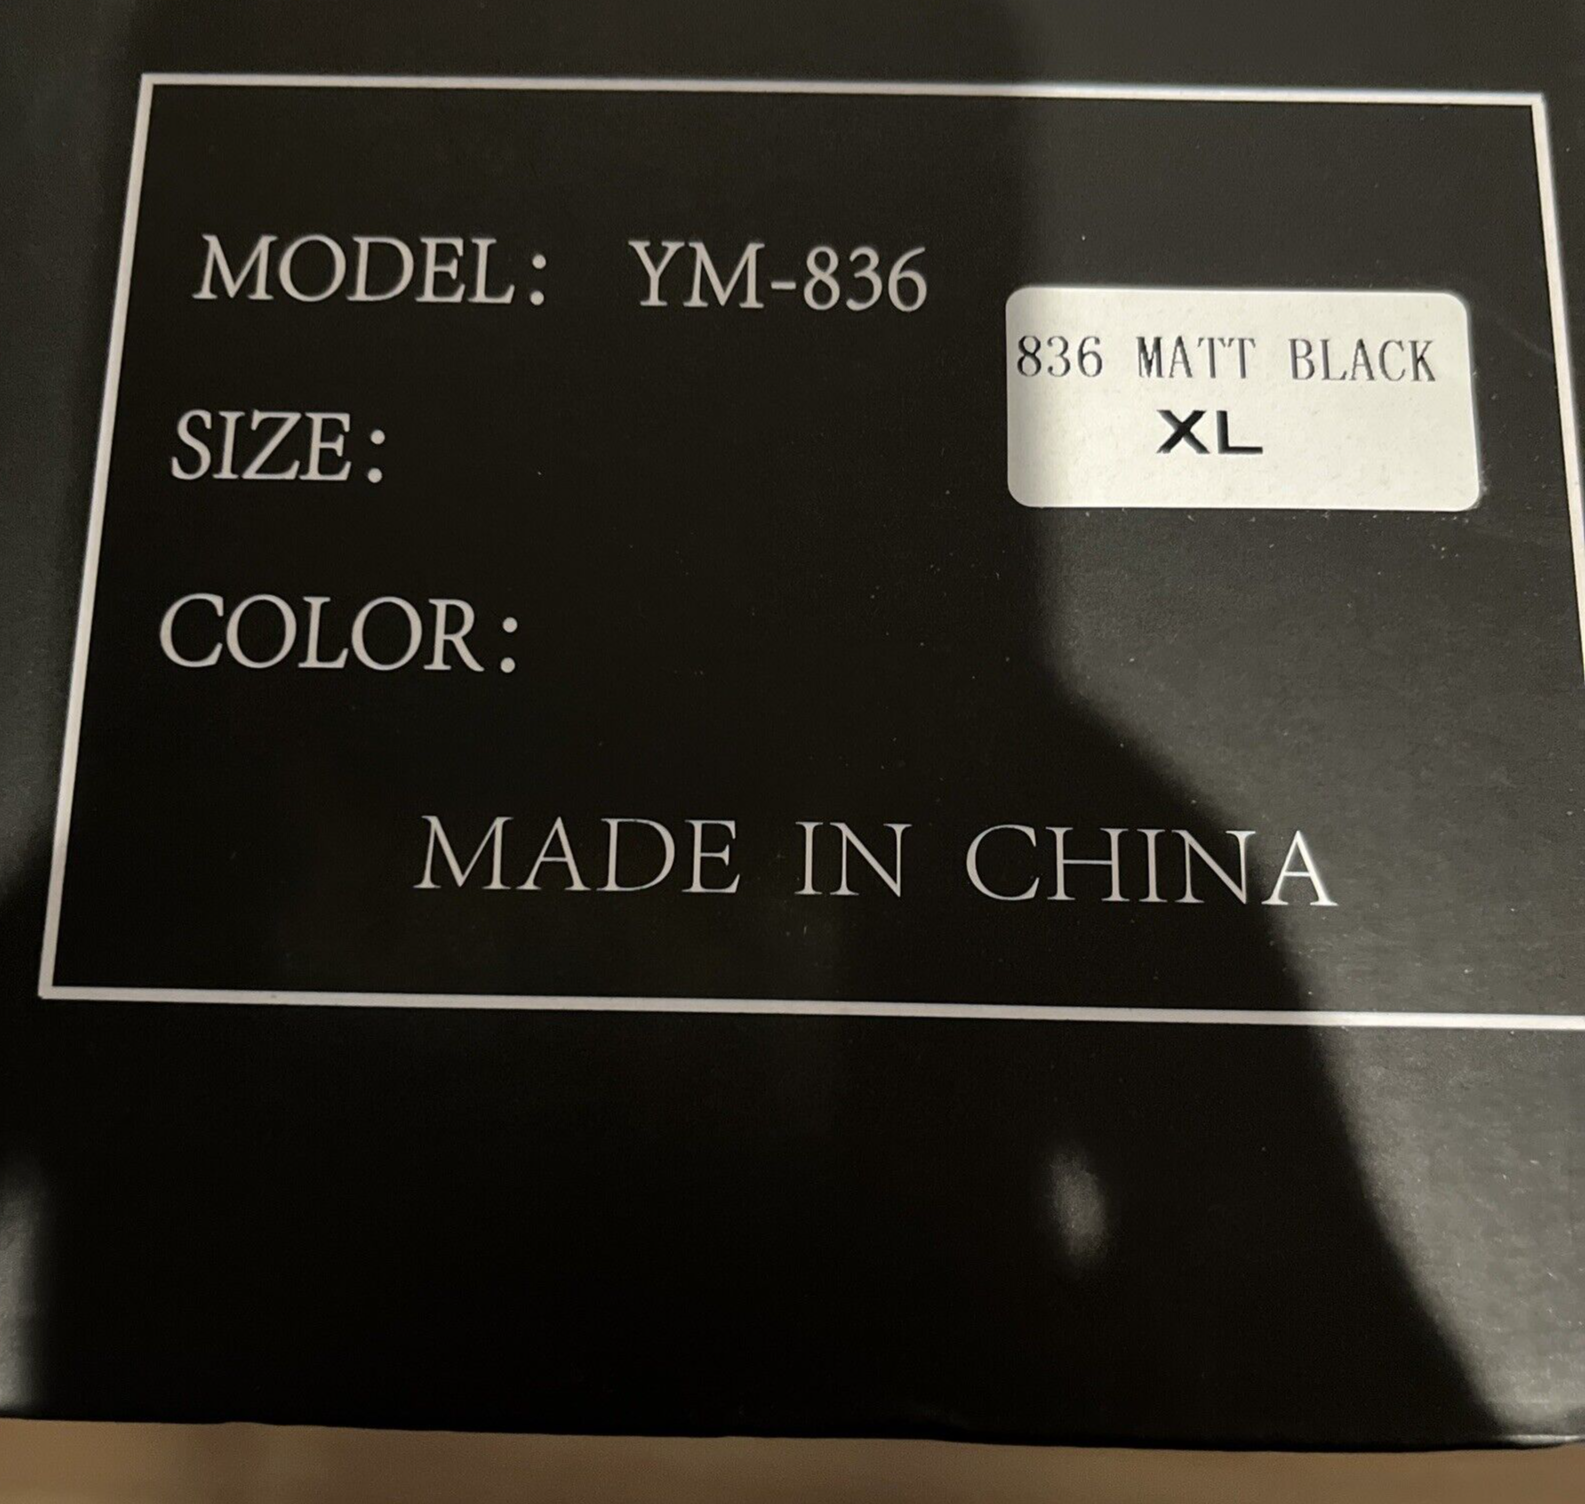 MODEL: YM-836
836 MATT BLACK
XL
SIZE:
COLOR:
MADE IN CHINA